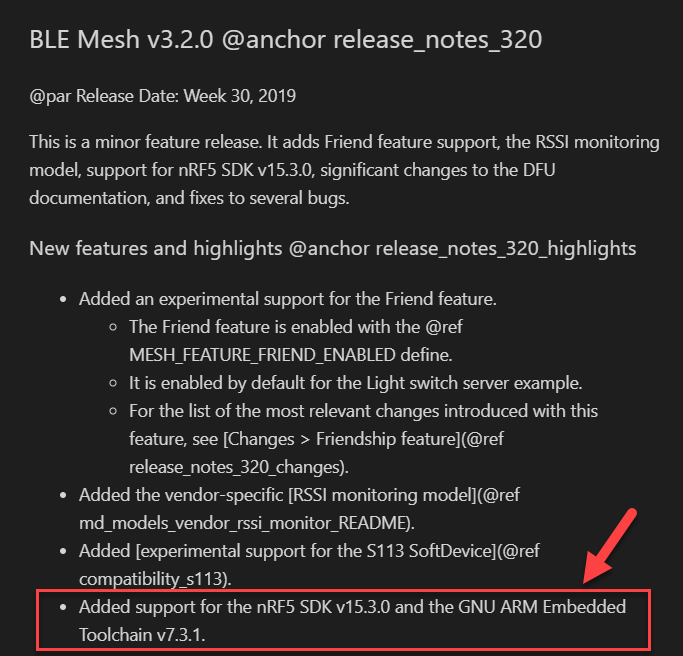 BLE Mesh v3.2.0 @anchor release_notes_320
@par Release Date: Week 30, 2019
This is a minor feature release. It adds Friend feature support, the RSSI monitoring
model, support for nRF5 SDK v15.3.0, significant changes to the DFU
documentation, and fixes to several bugs.
New features and highlights @anchor release_notes_320_highlights
• Added an experimental support for the Friend feature.
○ The Friend feature is enabled with the @ref
MESH_FEATURE_FRIEND_ENABLED define.
○ It is enabled by default for the Light switch server example.
○ For the list of the most relevant changes introduced with this
feature, see [Changes > Friendship feature](@ref
release_notes_320_changes).
• Added the vendor-specific [RSSI monitoring model](@ref
md_models_vendor_rssi_monitor_README).
• Added [experimental support for the S113 SoftDevice](@ref
compatibility_s113).
• Added support for the nRF5 SDK v15.3.0 and the GNU ARM Embedded
Toolchain v7.3.1.